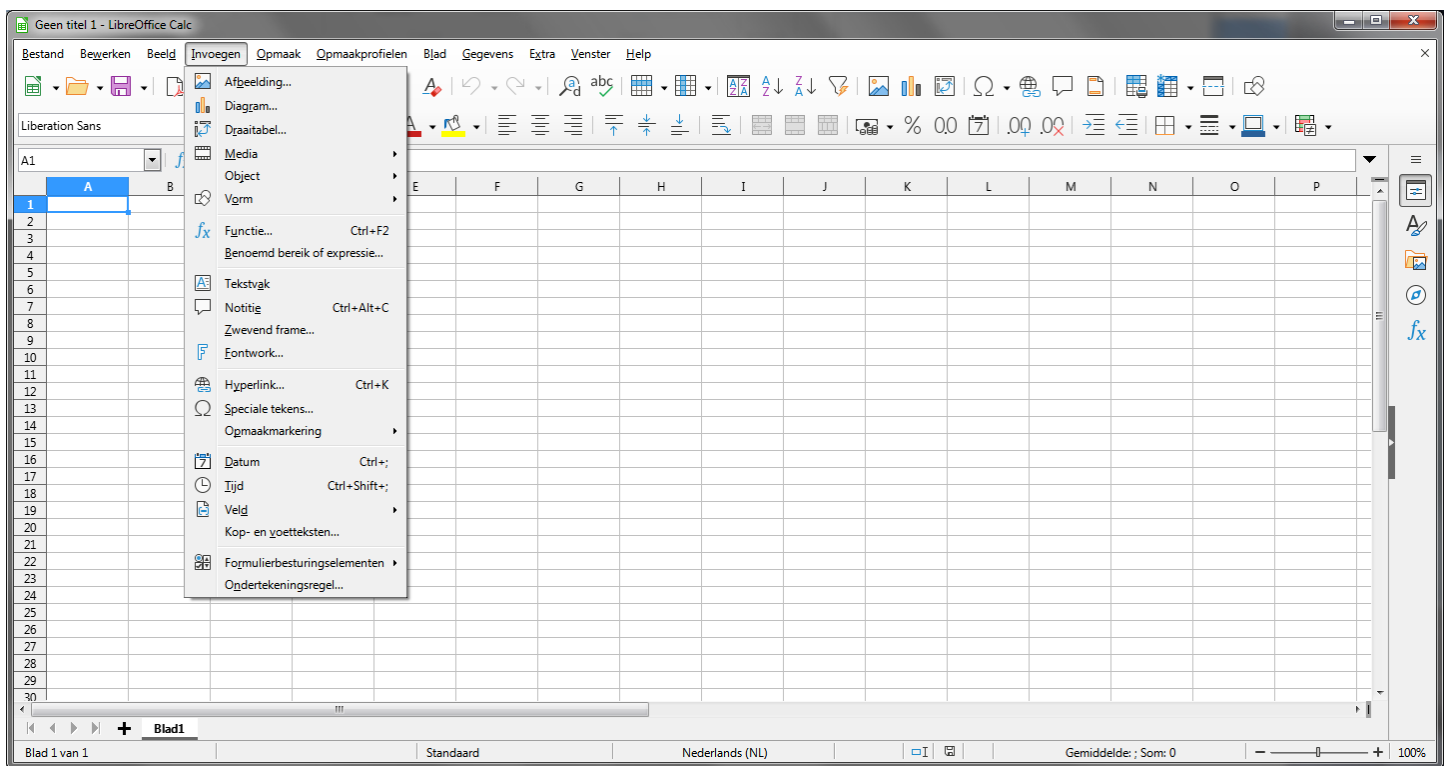 Geen titel 1 - LibreOffice Calc
Bestand Bewerken Beeld Invoegen Opmaak Opmaakprofielen Blad Gegevens Extra Venster Help
Liberation Sans
A1
A B E F G H I J K L M N O P
Afbeelding...
Diagram...
Draaitabel...
Media
Object
Vorm
Functie... Ctrl+F2
Benoemd bereik of expressie...
Tekstvak
Notitie Ctrl+Alt+C
Zwevend frame...
Fontwork...
Hyperlink... Ctrl+K
Speciale tekens...
Opmaakmarkering
Datum Ctrl+;
Tijd Ctrl+Shift+;
Veld
Kop- en voetteksten...
Formulierbesturingselementen
Ondertekeningsregel...
1
2
3
4
5
6
7
8
9
10
11
12
13
14
15
16
17
18
19
20
21
22
23
24
25
26
27
28
29
30
Blad1
Blad 1 van 1 Standaard Nederlands (NL) Gemiddelde: ; Som: 0 100%